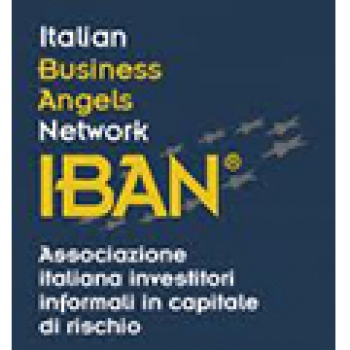 Italian
Business
Angels
Network
IBAN®
Associazione
italiana investitori
informali in capitale
di rischio